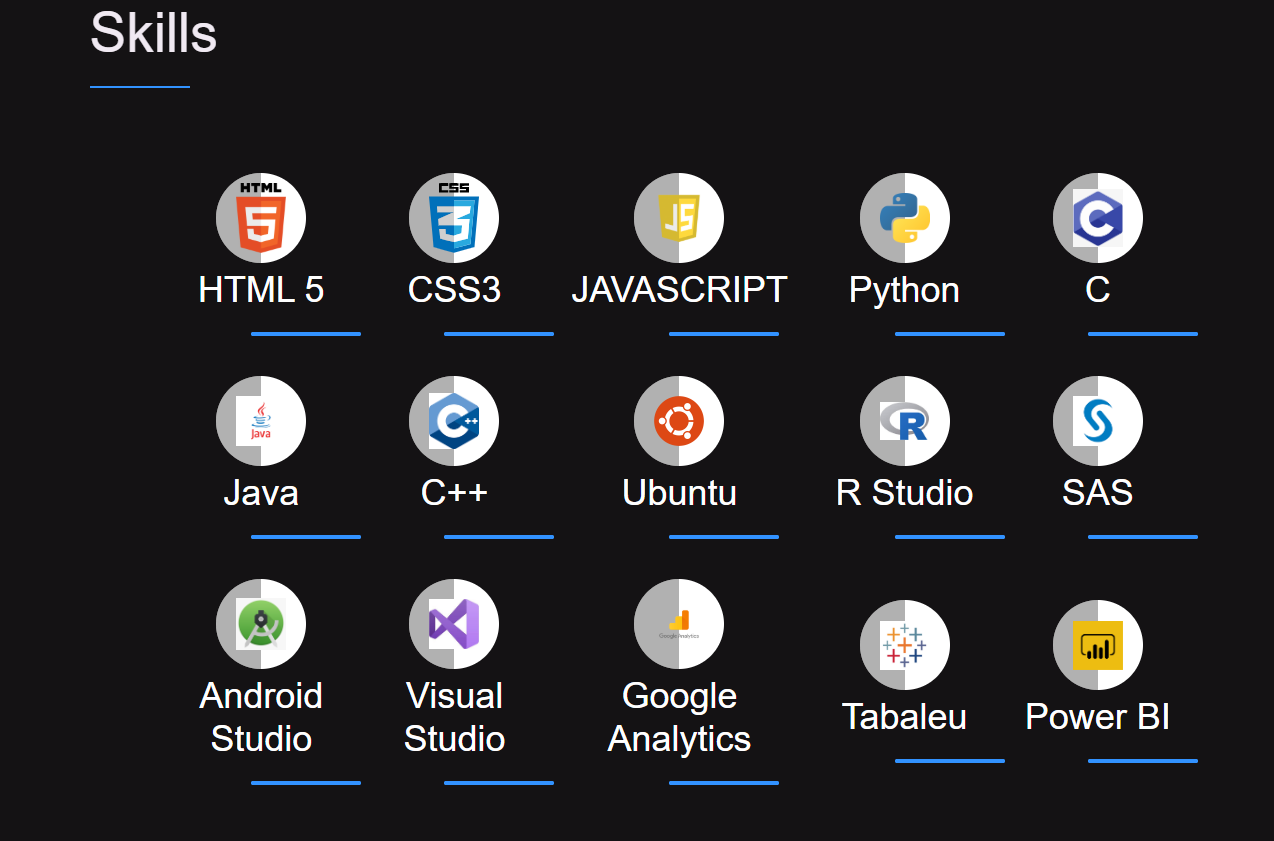 Skills
HTML
CSS
JS
HTML 5
CSS3
JAVASCRIPT
Python
C
C
Java
C++
R
Java
C++
Ubuntu
R Studio
SAS
Google Analytics
Android
Studio
Visual
Studio
Google
Analytics
Tabaleu
Power BI